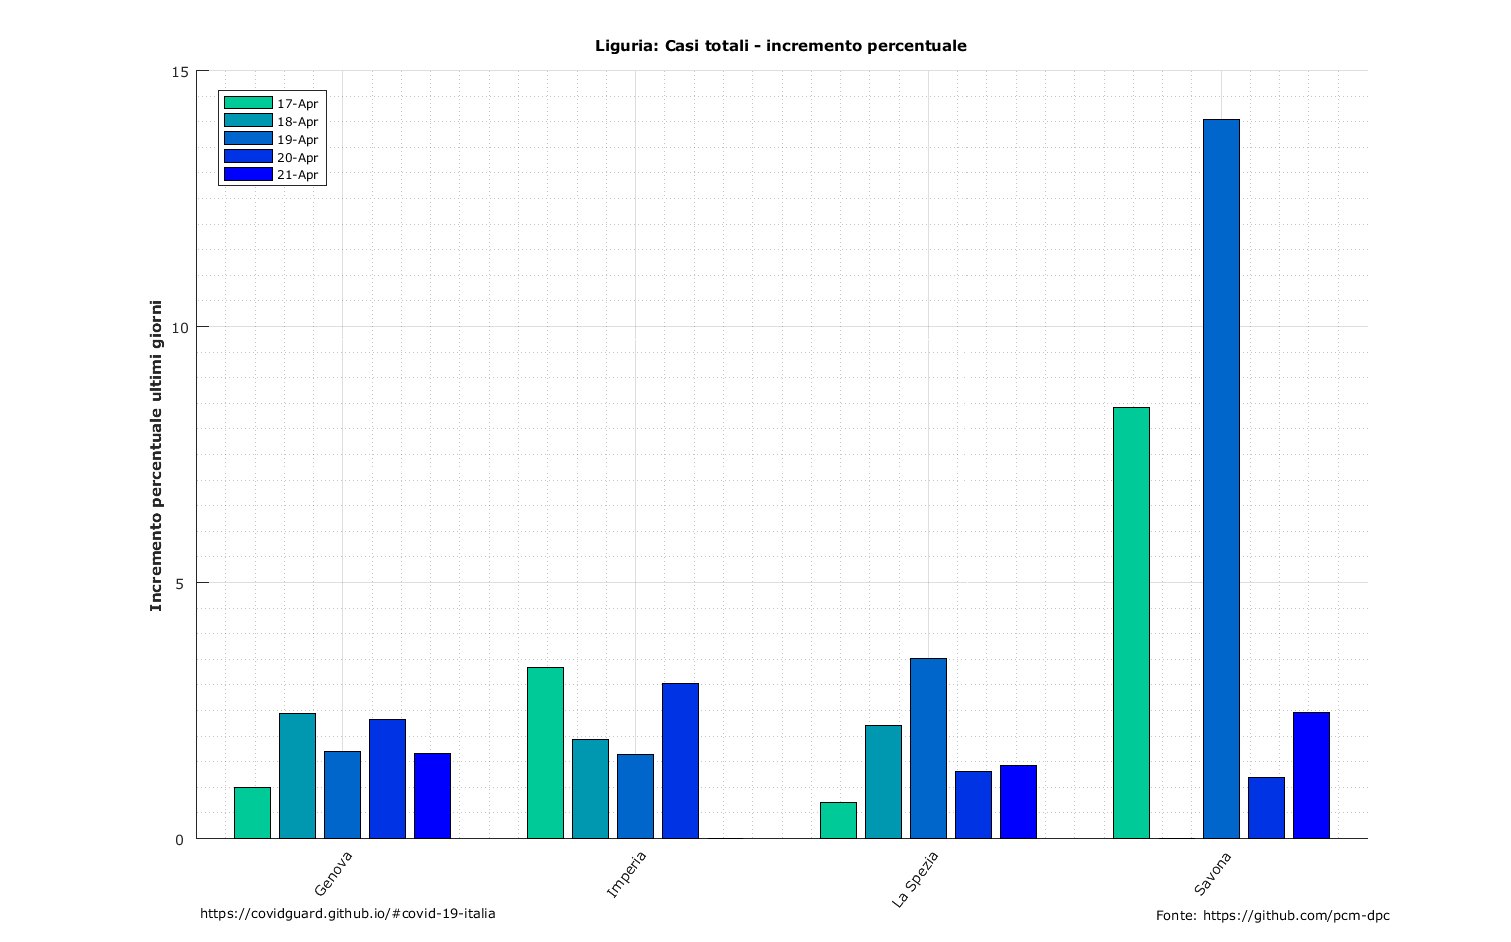 Liguria: Casi totali - incremento percentuale
15
10
5
0
Incremento percentuale ultimi giorni
17-Apr
18-Apr
19-Apr
20-Apr
21-Apr
Genova
Imperia
La Spezia
Savona
https://covidguard.github.io/#covid-19-italia
Fonte: https://github.com/pcm-dpc